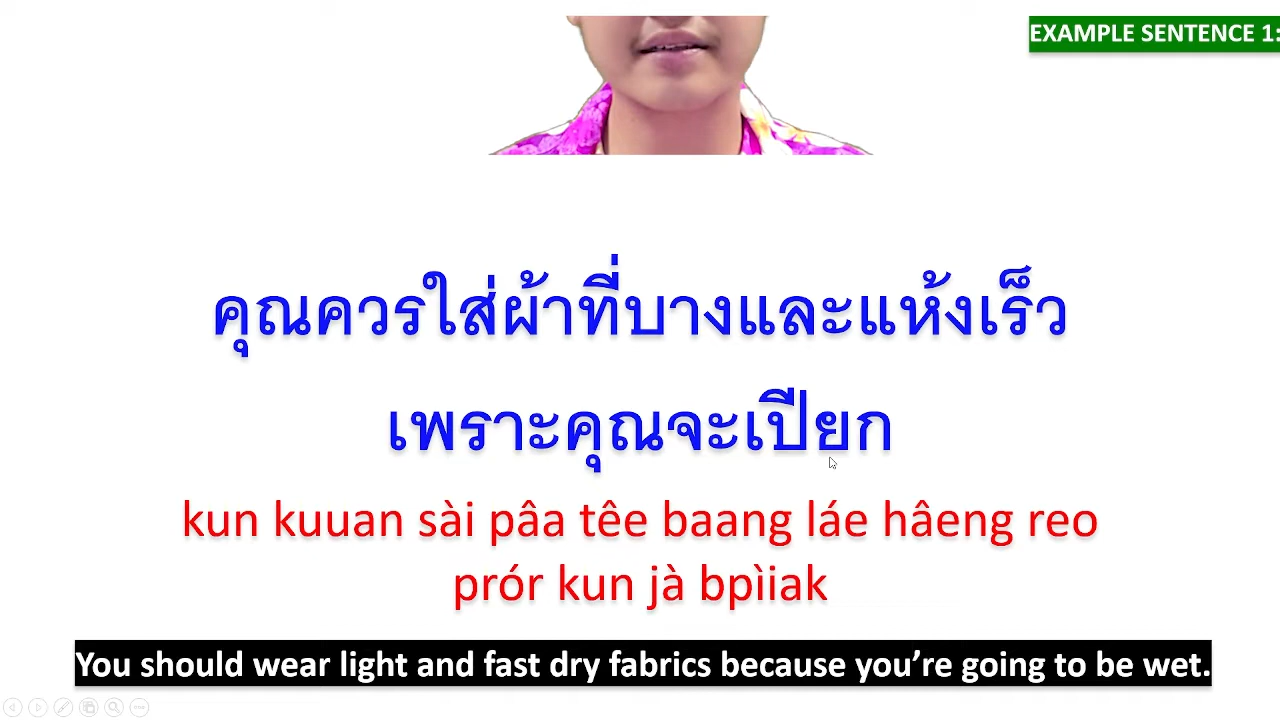 EXAMPLE SENTENCE 1:
คุณควรใส่ผ้าที่บางและแห้งเร็ว
เพราะคุณจะเปียก
kun kuuan sài pâa têe baang láe hâeng reo
prór kun jà bpìiak
You should wear light and fast dry fabrics because you’re going to be wet.